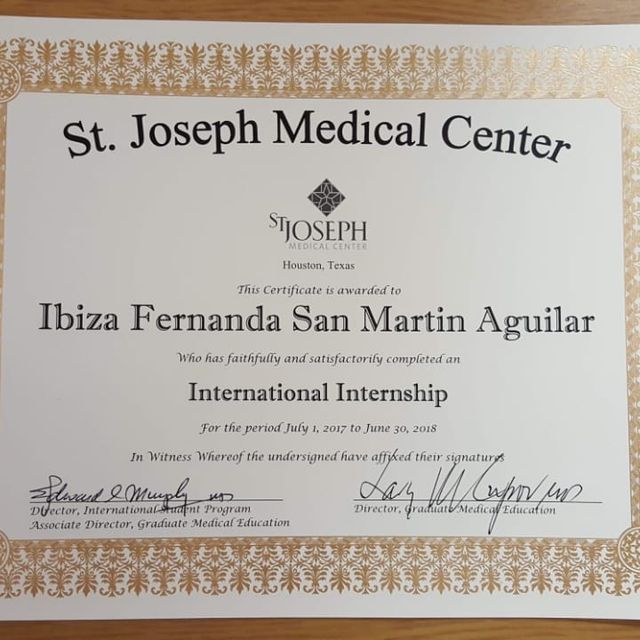 St. Joseph Medical Center
ST JOSEPH
MEDICAL CENTER
Houston, Texas
This Certificate is awarded to
Ibiza Fernanda San Martin Aguilar
Who has faithfully and satisfactorily completed an
International Internship
For the period July 1, 2017 to June 30, 2018
In Witness Whereof the undersigned have affixed their signatures
Edward C Murphy MD
Director, International Student Program
Associate Director, Graduate Medical Education
Director, Graduate Medical Education